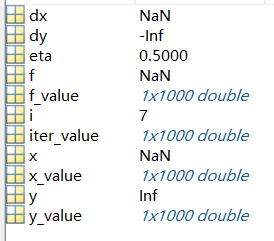 dx NaN
dy -Inf
eta 0.5000
f NaN
f_value 1x1000 double
i 7
iter_value 1x1000 double
x NaN
x_value 1x1000 double
y Inf
y_value 1x1000 double